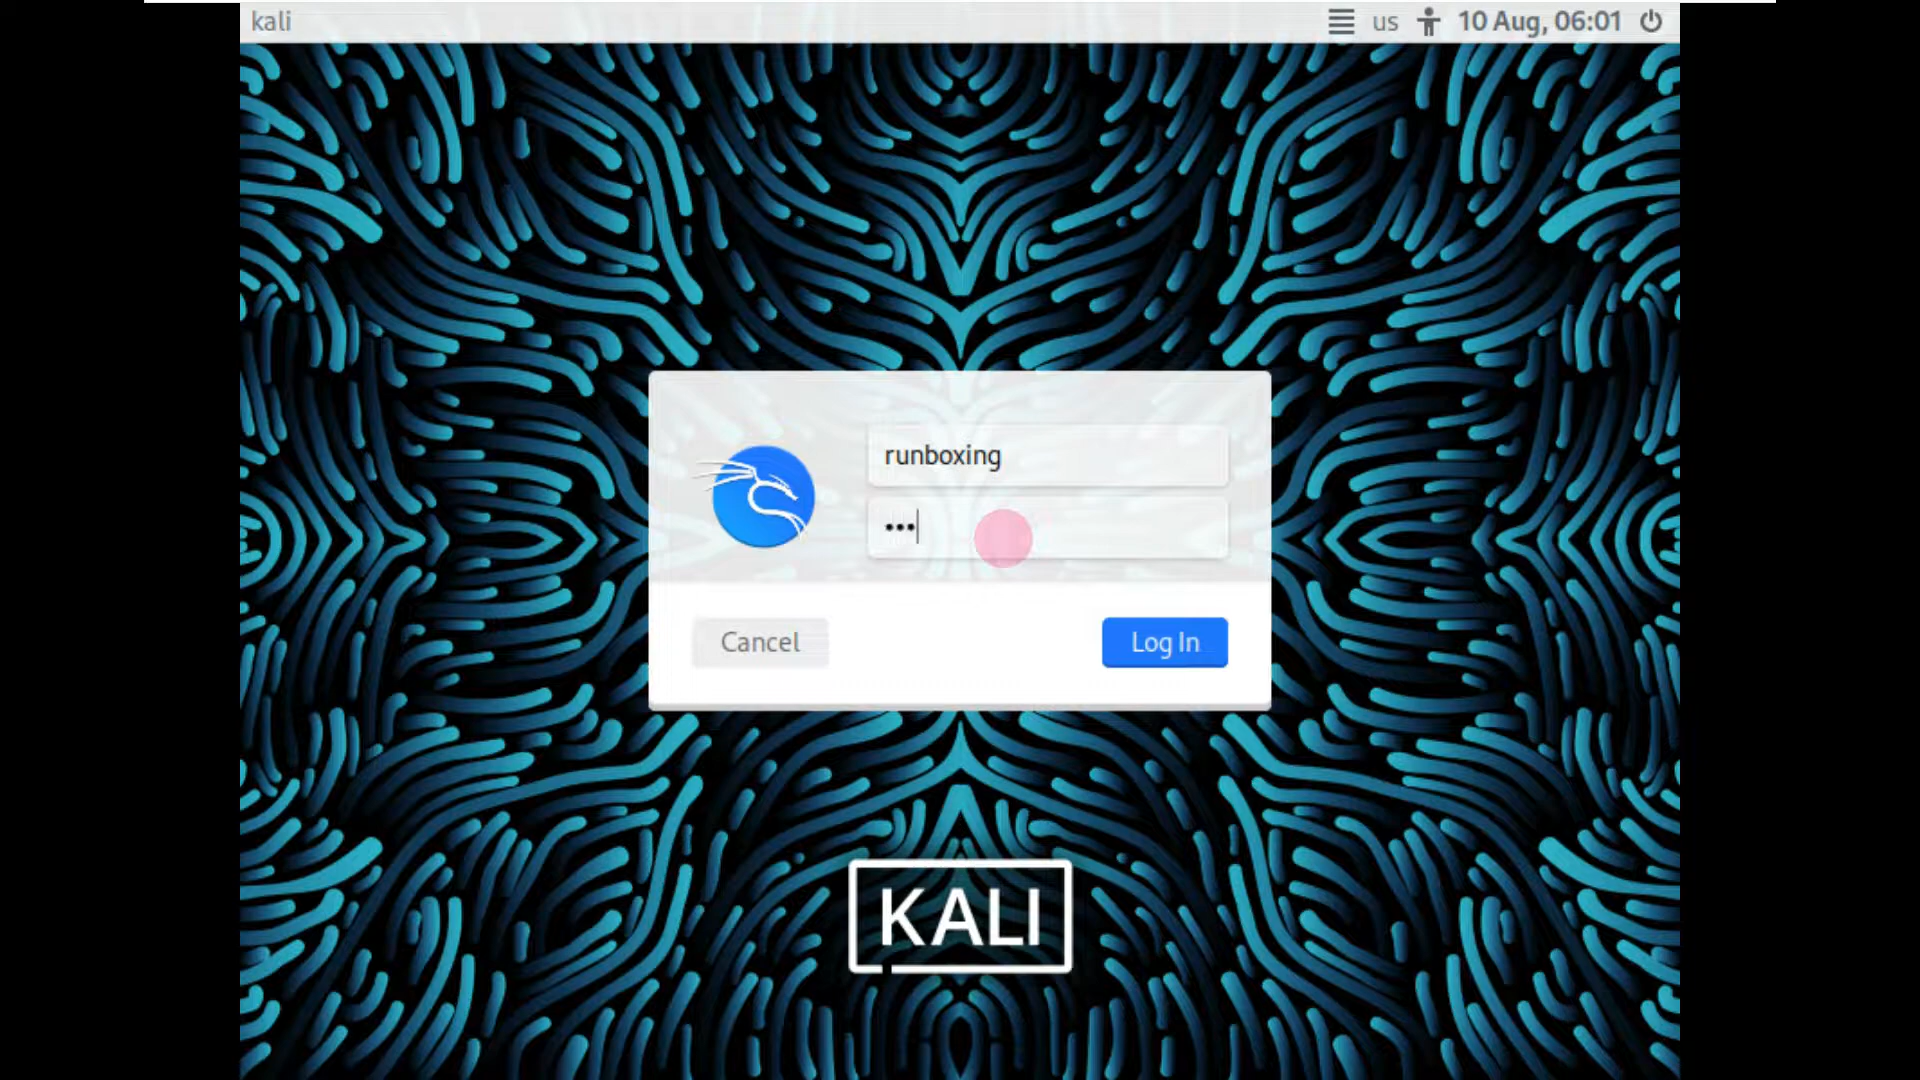 kali
us
10 Aug, 06:01
runboxing
•••
Cancel
Log In
KALI